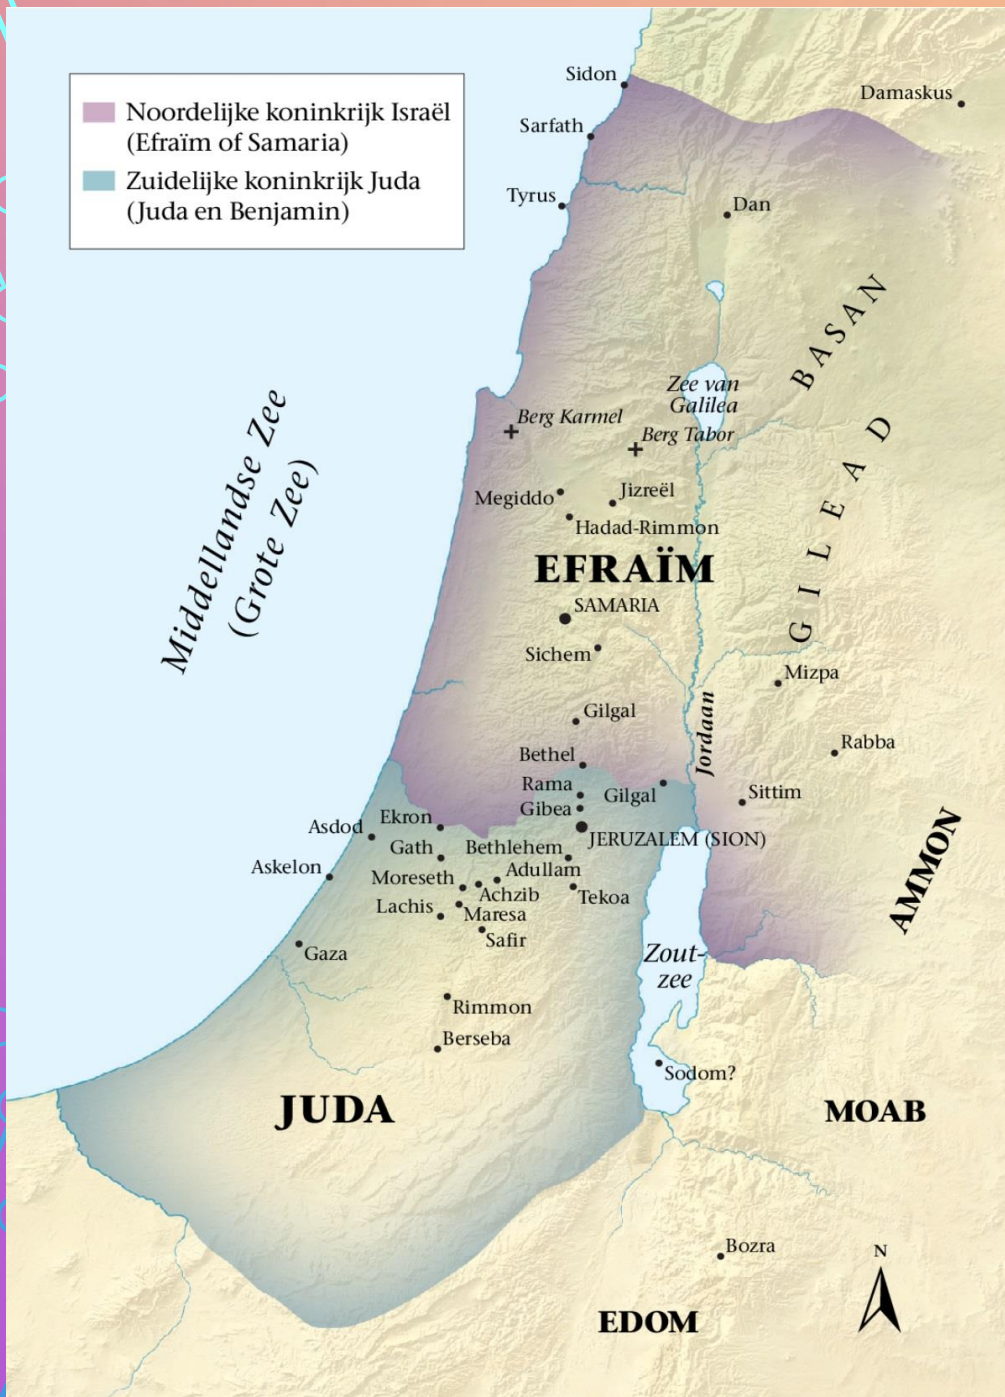 Noordelijke koninkrijk Israël
(Efraïm of Samaria)
Zuidelijke koninkrijk Juda
(Juda en Benjamin)
Sidon
Damaskus
Sarfath
Tyrus
Dan
BASAN
Zee van
Galilea
Middellandse Zee
(Grote Zee)
Berg Karmel
Berg Tabor
GILEAD
Megiddo
Jizreël
Hadad-Rimmon
EFRAÏM
SAMARIA
Sichem
Mizpa
Gilgal
Jordaan
Rabba
Bethel
Rama
Gilgal
Sittim
Gibea
Ekron
Asdod
JERUZALEM (SION)
Gath
Bethlehem
AMMON
Askelon
Adullam
Moreseth
Achzib
Tekoa
Lachis
Maresa
Safir
Gaza
Zout-
zee
Rimmon
Berseba
Sodom?
JUDA
MOAB
Bozra
N
EDOM